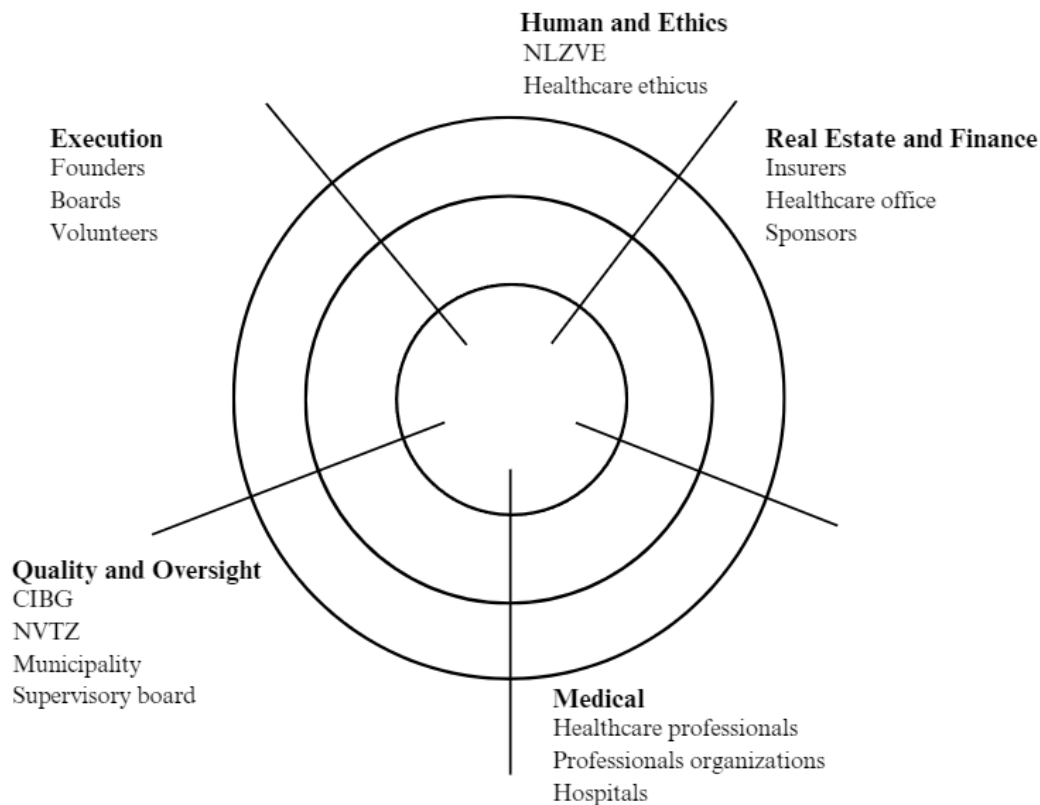 Human and Ethics
NLZVE
Healthcare ethicus
Execution
Founders
Boards
Volunteers
Real Estate and Finance
Insurers
Healthcare office
Sponsors
Quality and Oversight
CIBG
NVTZ
Municipality
Supervisory board
Medical
Healthcare professionals
Professionals organizations
Hospitals